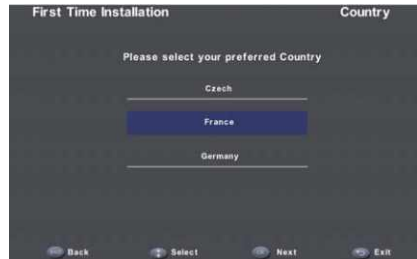 First Time Installation Country
Please select your preferred Country
Czech
France
Germany
Back Select Next Exit